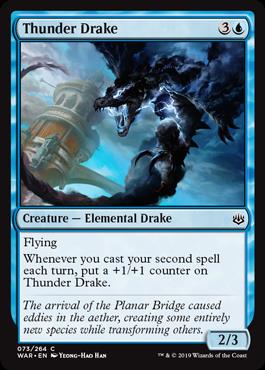 Thunder Drake 3
Creature — Elemental Drake
Flying
Whenever you cast your second spell
each turn, put a +1/+1 counter on
Thunder Drake.
The arrival of the Planar Bridge caused
eddies in the aether, creating some entirely
new species while transforming others.
2/3
073/264 C
WAR • EN Yeong-Hao Han
™ & © 2019 Wizards of the Coast